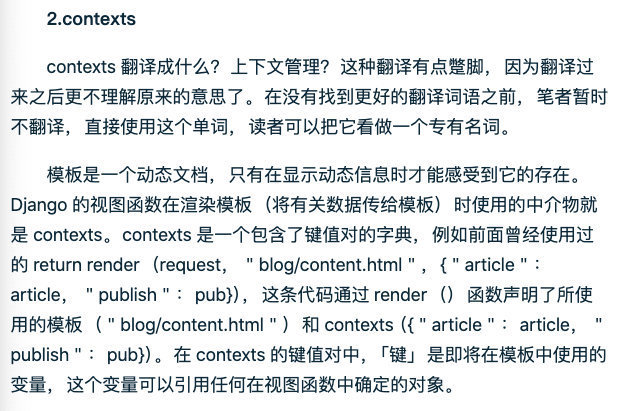 2.contexts
contexts 翻译成什么？上下文管理？这种翻译有点蹩脚，因为翻译过
来之后更不理解原来的意思了。在没有找到更好的翻译词语之前，笔者暂时
不翻译，直接使用这个单词，读者可以把它看做一个专有名词。
模板是一个动态文档，只有在显示动态信息时才能感受到它的存在。
Django 的视图函数在渲染模板（将有关数据传给模板）时使用的中介物就
是 contexts。contexts 是一个包含了键值对的字典，例如前面曾经使用过
的 return render（request， " blog/content.html " ，{ " article "：
article， " publish "：pub})，这条代码通过 render （） 函数声明了所使
用的模板（ " blog/content.html " ）和 contexts ({ " article "：article， "
publish "：pub})。在 contexts 的键值对中，「键」是即将在模板中使用的
变量，这个变量可以引用任何在视图函数中确定的对象。